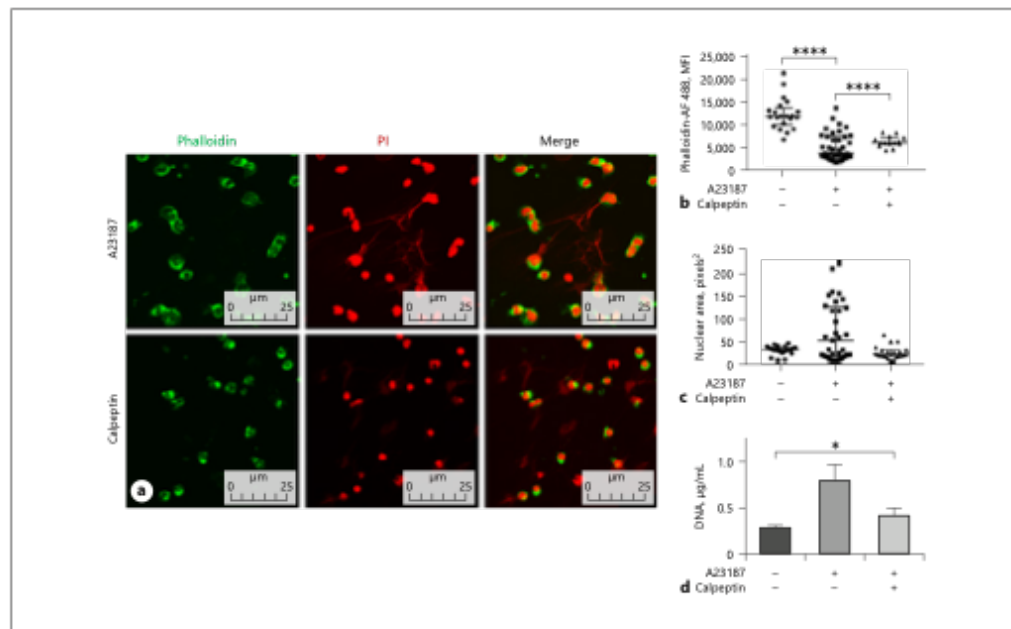 Phalloidin
PI
Merge
A23187
µm
0 25
µm
0 25
µm
0 25
Calpeptin
a
µm
0 25
µm
0 25
µm
0 25
Phalloidin-AF 488, MFI
25,000
20,000
15,000
10,000
5,000
0
****
****
A23187 – + +
b Calpeptin – – +
Nuclear area, pixels²
250
200
150
100
50
0
A23187 – + +
c Calpeptin – – +
DNA, µg/mL
1.0
0.5
0
*
A23187 – + +
d Calpeptin – – +